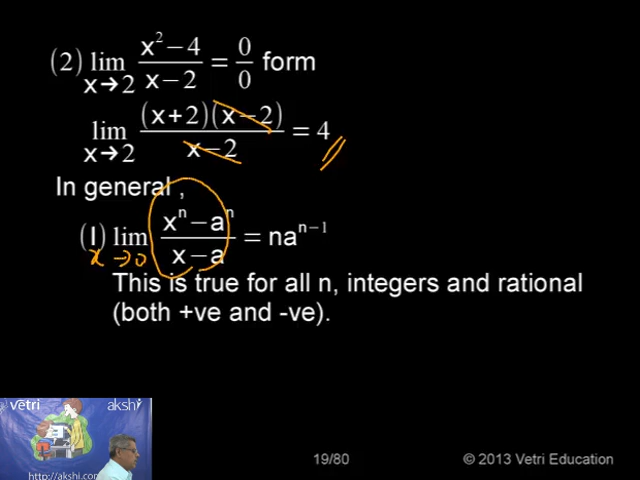 (2) lim x→2 (x² − 4)/(x − 2) = 0/0 form
lim x→2 (x+2)(x−2)/(x−2) = 4
In general ,
(I) lim x→0 (xⁿ − aⁿ)/(x − a) = naⁿ⁻¹
This is true for all n, integers and rational
(both +ve and -ve).
vetri akshi
http://akshi.com
19/80 © 2013 Vetri Education